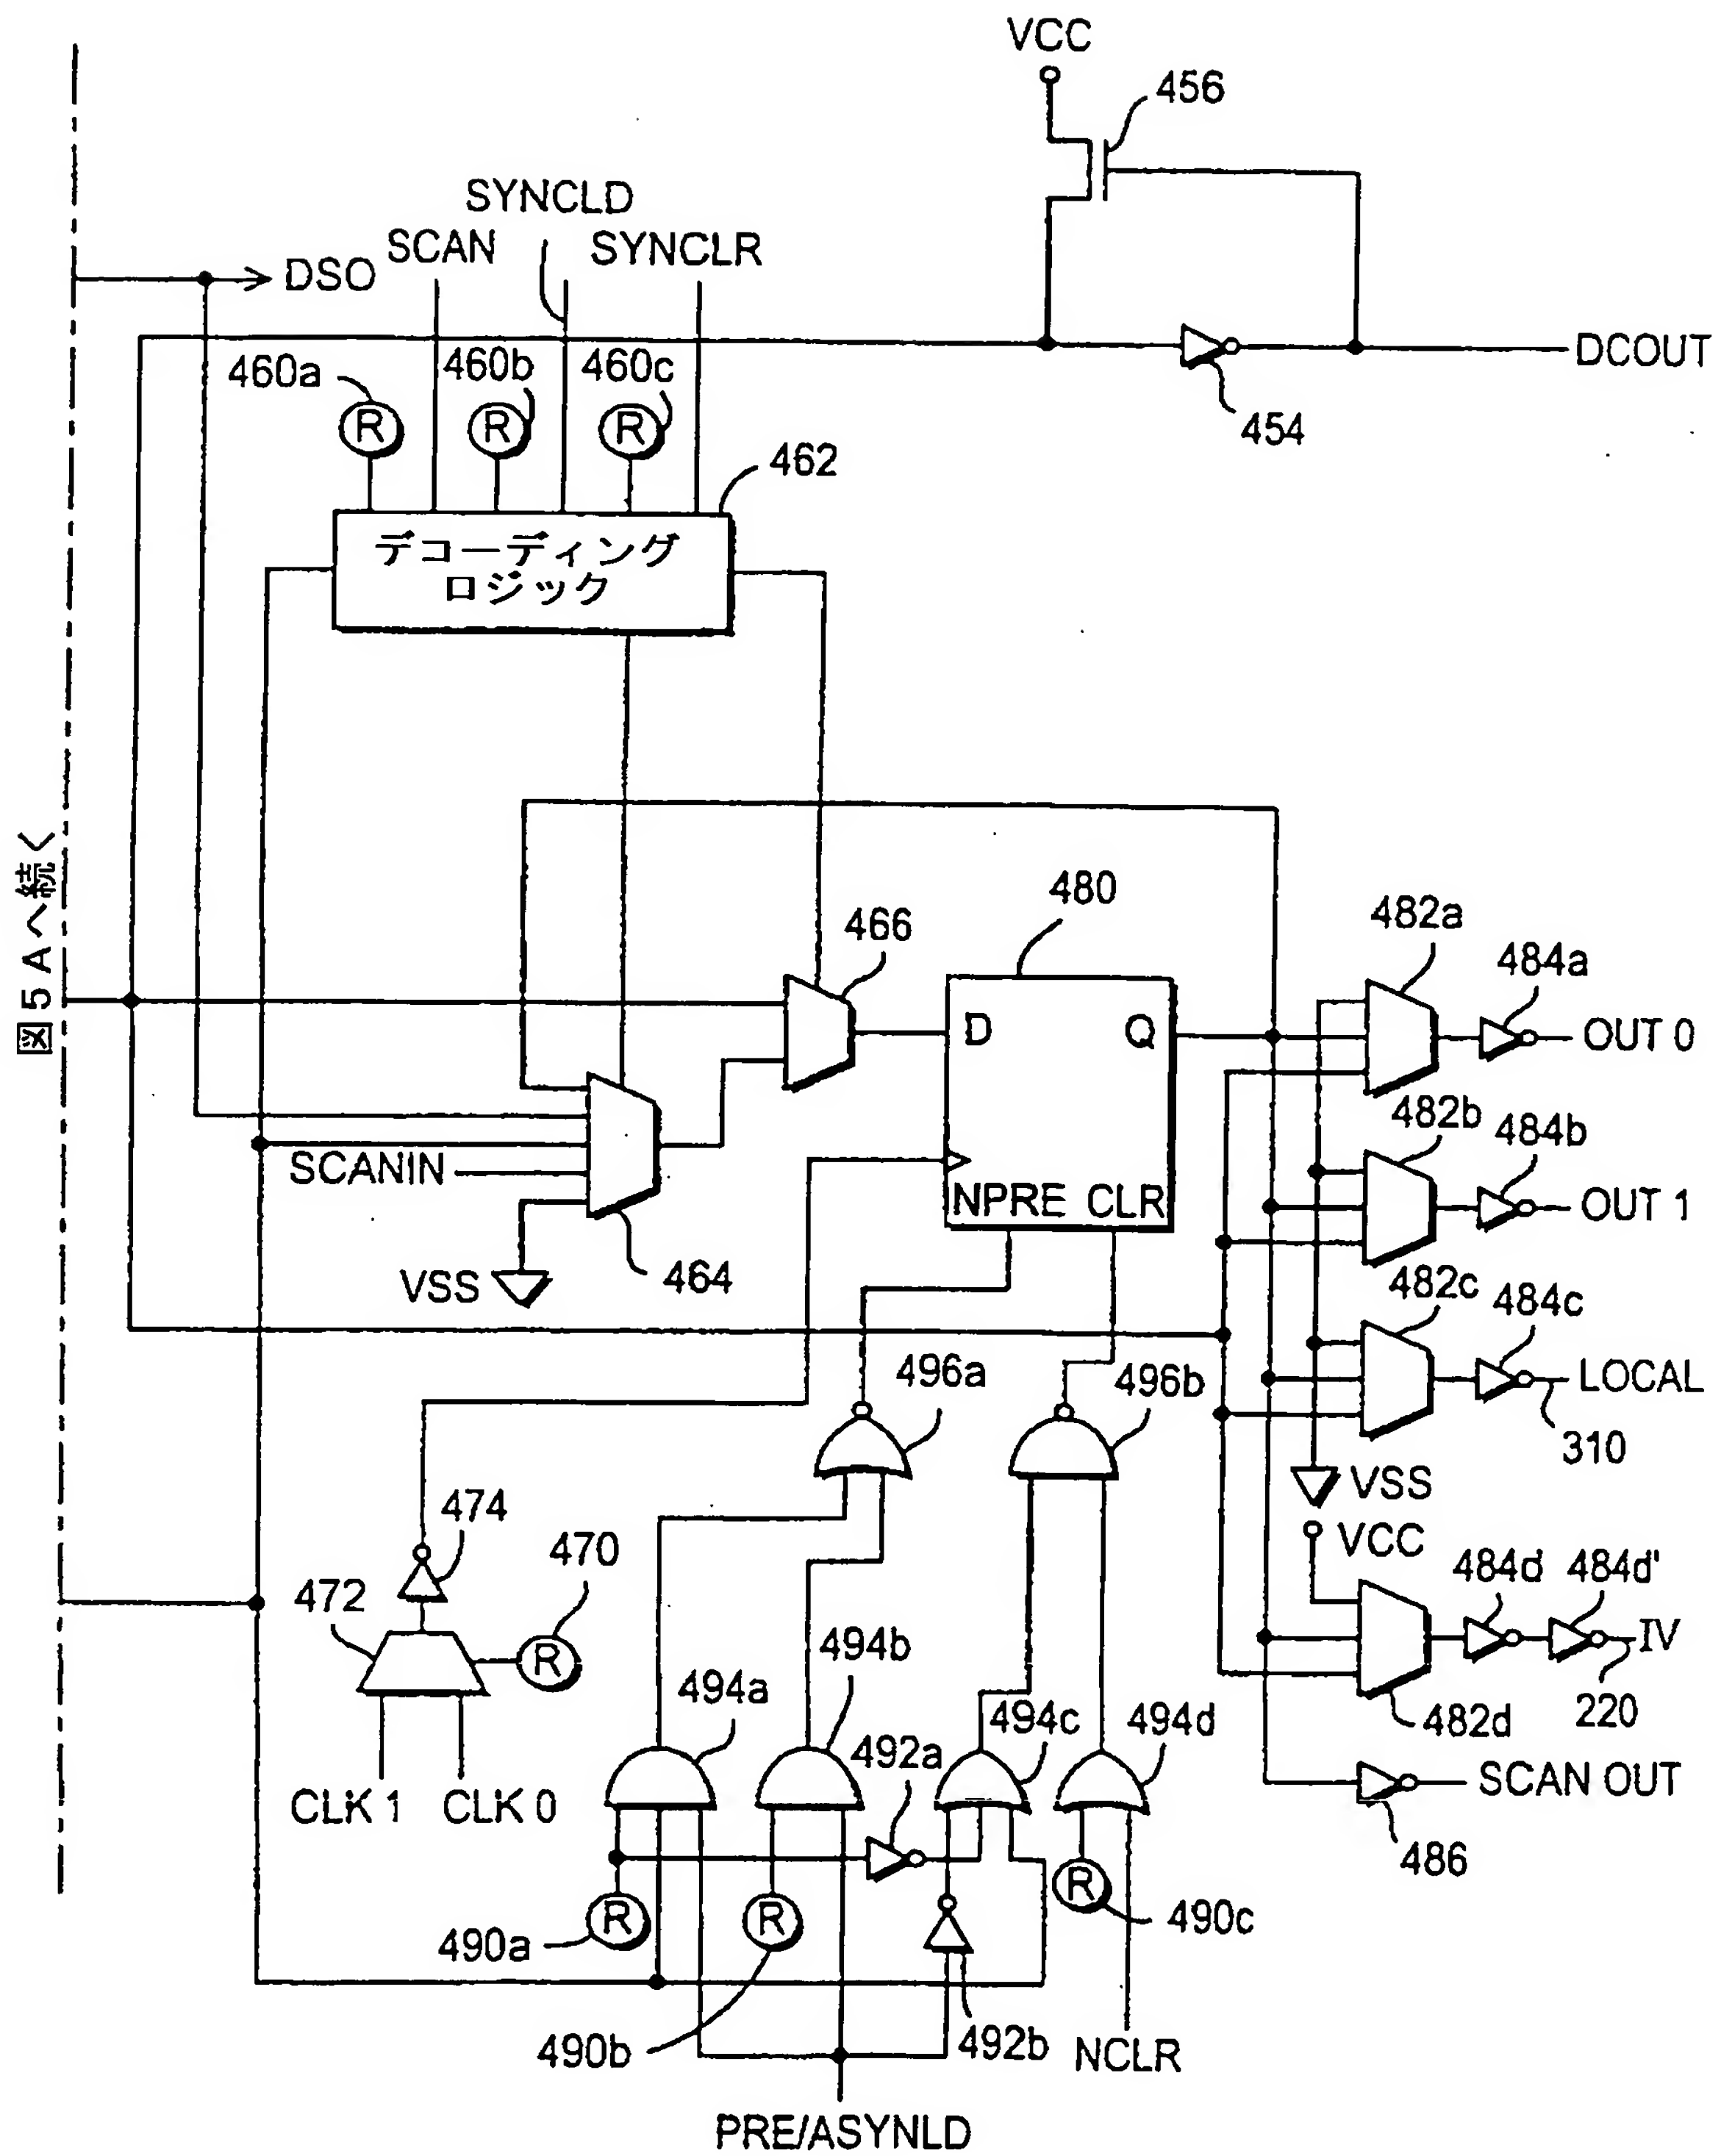 VCC
456
SYNCLD
SCAN
SYNCLR
DSO
DCOUT
460a
460b
460c
454
R
R
R
462
デコーディング
ロジック
図5Aへ続く
480
466
482a
484a
D
Q
OUT 0
482b
484b
SCANIN
NPRE CLR
OUT 1
VSS
464
482c
484c
496a
496b
LOCAL
310
VSS
474
470
VCC
472
R
494b
484d
484d'
IV
494a
494c
494d
482d
220
492a
CLK 1
CLK 0
SCAN OUT
486
R
R
R
490a
490c
490b
492b
NCLR
PRE/ASYNLD